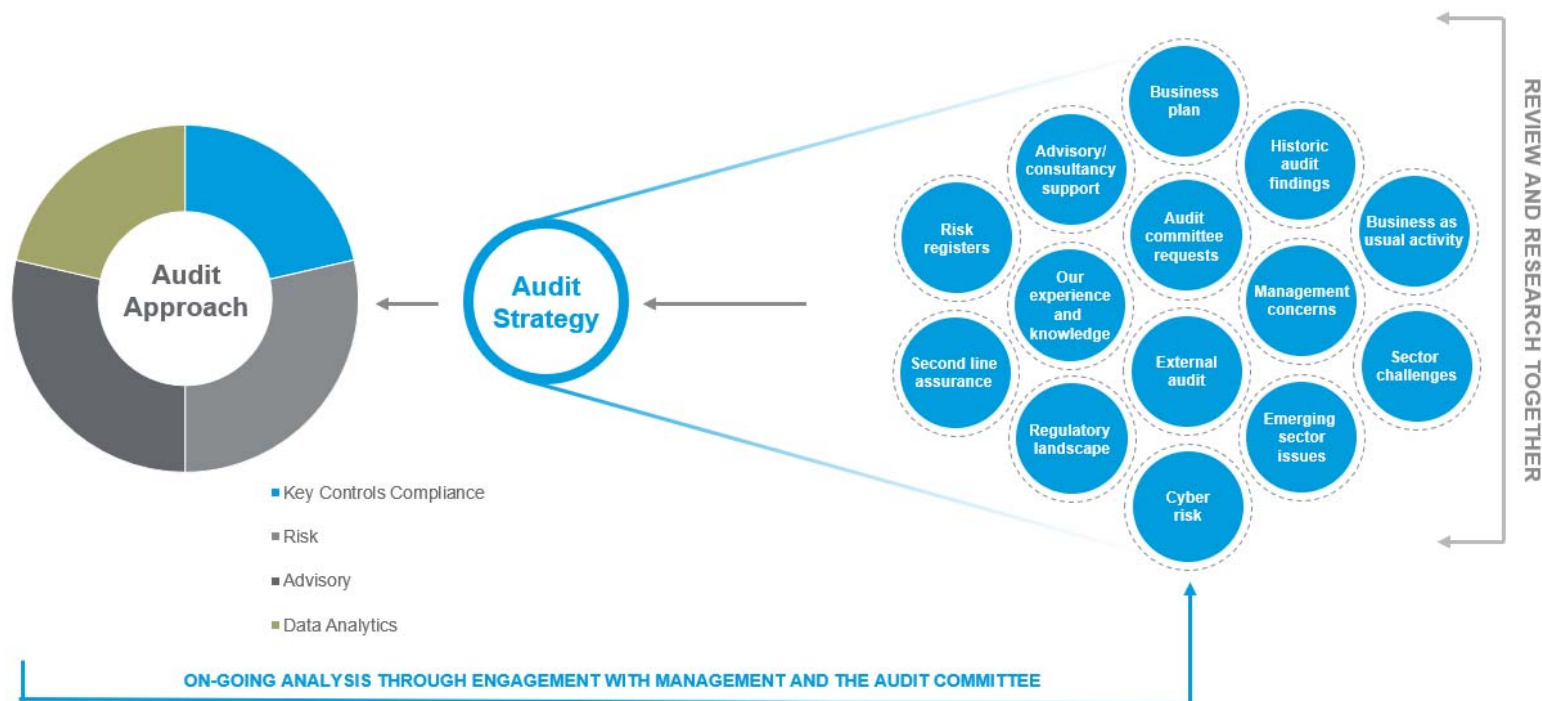 Audit
Approach
Key Controls Compliance
Risk
Advisory
Data Analytics
Audit
Strategy
Business
plan
Advisory/
consultancy
support
Historic
audit
findings
Risk
registers
Audit
committee
requests
Business as
usual activity
Our
experience
and
knowledge
Management
concerns
Second line
assurance
External
audit
Sector
challenges
Regulatory
landscape
Emerging
sector
issues
Cyber
risk
REVIEW AND RESEARCH TOGETHER
ON-GOING ANALYSIS THROUGH ENGAGEMENT WITH MANAGEMENT AND THE AUDIT COMMITTEE